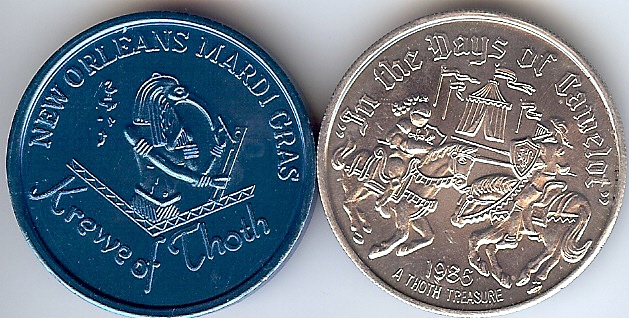 NEW ORLEANS MARDI GRAS
Krewe of Thoth
"In the Days of Camelot"
1986
A THOTH TREASURE